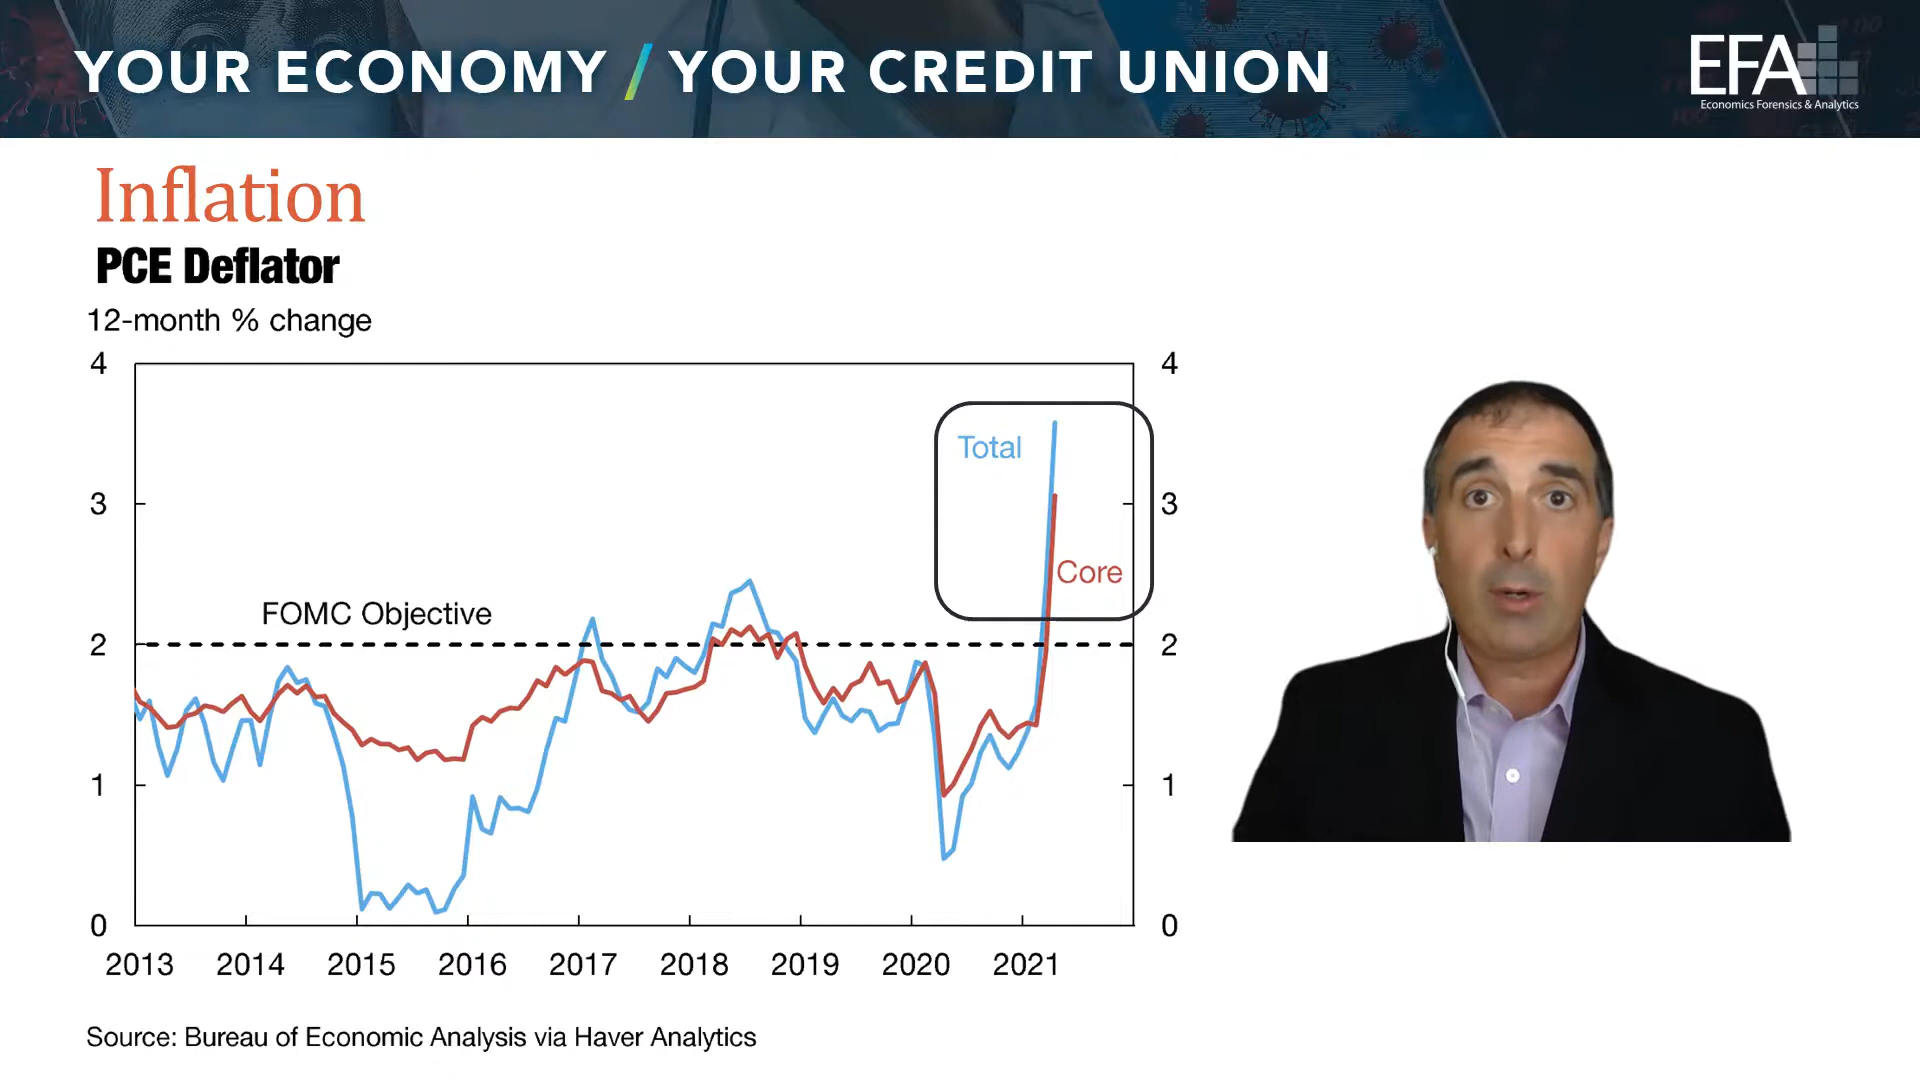 YOUR ECONOMY / YOUR CREDIT UNION
EFA
Economics Forensics & Analytics
Inflation
PCE Deflator
12-month % change
4 4
Total
3 3
Core
FOMC Objective
2 2
1 1
0 0
2013 2014 2015 2016 2017 2018 2019 2020 2021
Source: Bureau of Economic Analysis via Haver Analytics